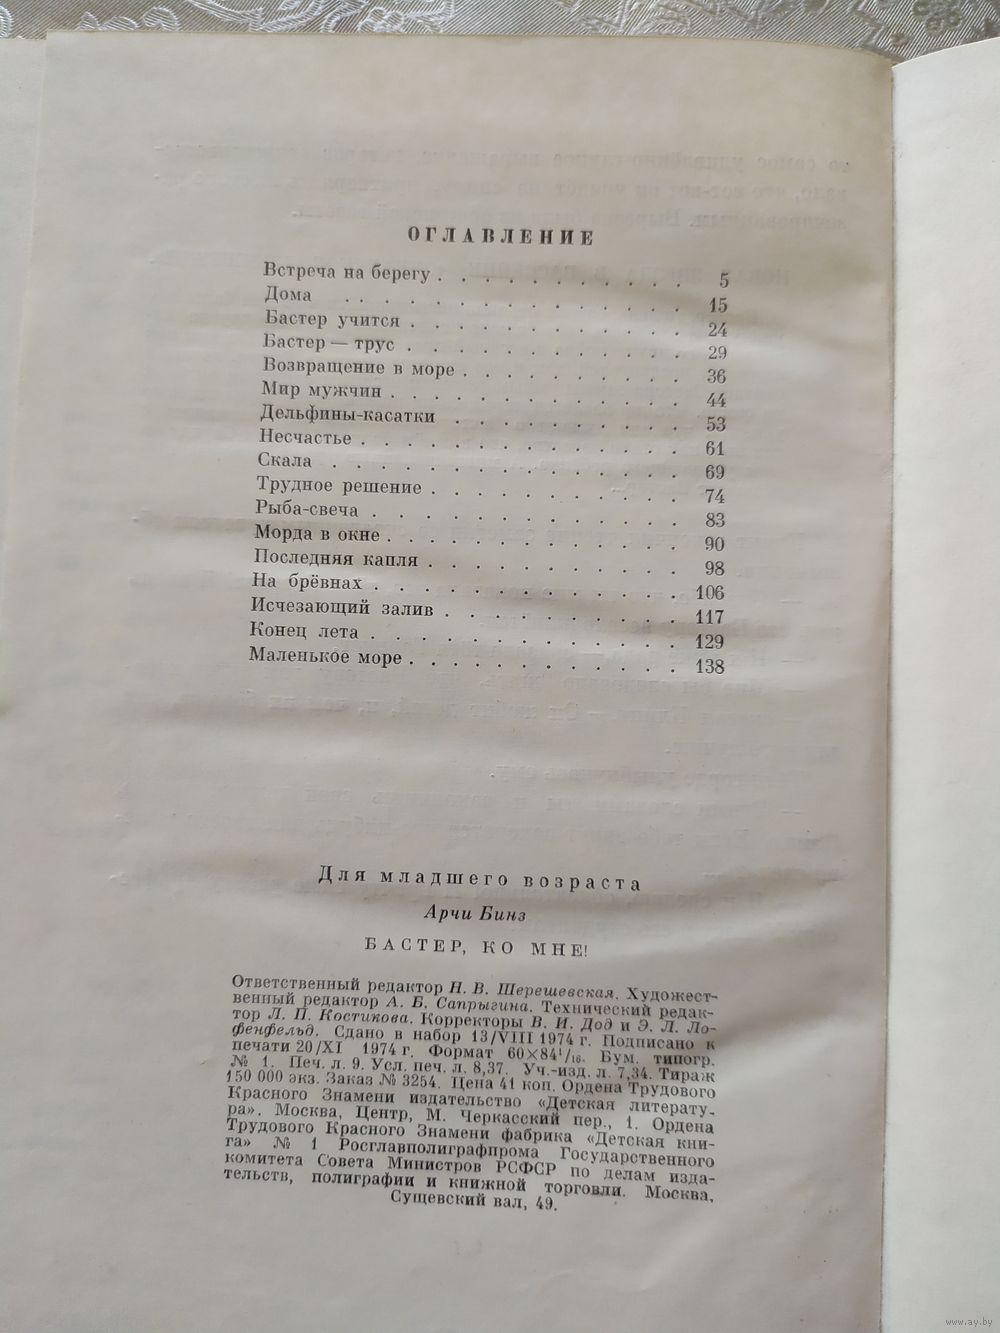 ОГЛАВЛЕНИЕ
Встреча на берегу . . . . . . . . . . . 5
Дома . . . . . . . . . . . . . . . 15
Бастер учится . . . . . . . . . . . . 24
Бастер — трус . . . . . . . . . . . . 29
Возвращение в море . . . . . . . . . . 36
Мир мужчин . . . . . . . . . . . . . 44
Дельфины-касатки . . . . . . . . . . 53
Несчастье . . . . . . . . . . . . . . 61
Скала . . . . . . . . . . . . . . . 69
Трудное решение . . . . . . . . . . . 74
Рыба-свеча . . . . . . . . . . . . . 83
Морда в окне . . . . . . . . . . . . . 90
Последняя капля . . . . . . . . . . . 98
На брёвнах . . . . . . . . . . . . . 106
Исчезающий залив . . . . . . . . . . 117
Конец лета . . . . . . . . . . . . . 129
Маленькое море . . . . . . . . . . . . 138
Для младшего возраста
Арчи Бинз
БАСТЕР, КО МНЕ!
Ответственный редактор Н. В. Шерешевская. Художест-
венный редактор А. Б. Сапрыгина. Технический редак-
тор Л. П. Костикова. Корректоры В. И. Дод и Э. Л. Ло-
фенфельд. Сдано в набор 13/VIII 1974 г. Подписано к
печати 20/XI 1974 г. Формат 60×84¹/₁₆. Бум. типогр.
№ 1. Печ. л. 9. Усл. печ. л. 8,37. Уч.-изд. л. 7,34. Тираж
150 000 экз. Заказ № 3254. Цена 41 коп. Ордена Трудового
Красного Знамени издательство «Детская литерату-
ра». Москва, Центр, М. Черкасский пер., 1. Ордена
Трудового Красного Знамени фабрика «Детская кни-
га» № 1 Росглавполиграфпрома Государственного
комитета Совета Министров РСФСР по делам изда-
тельств, полиграфии и книжной торговли. Москва,
Сущевский вал, 49.
www.ay.by